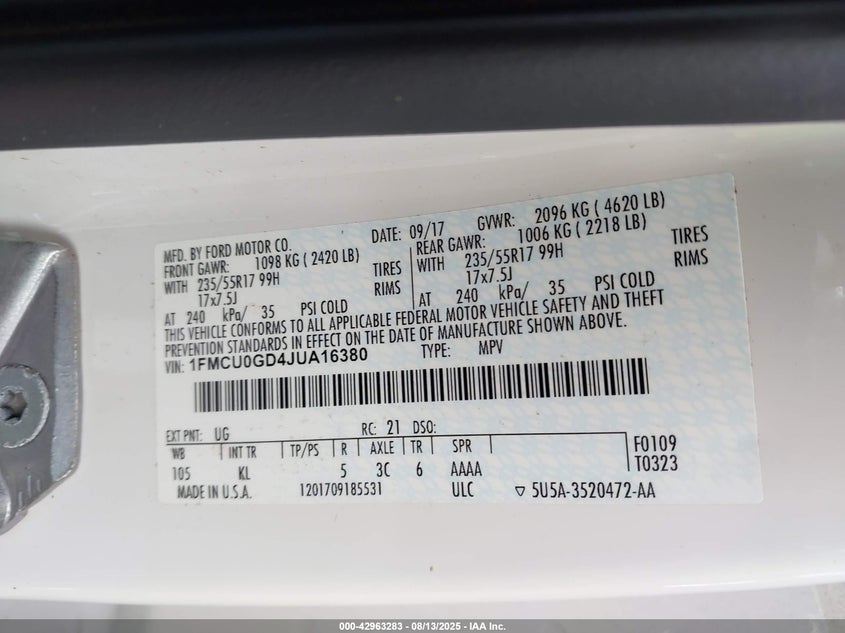 MFD. BY FORD MOTOR CO. DATE: 09/17 GVWR: 2096 KG ( 4620 LB)
FRONT GAWR: 1098 KG ( 2420 LB) REAR GAWR: 1006 KG ( 2218 LB)
WITH 235/55R17 99H TIRES WITH 235/55R17 99H TIRES
17x7.5J RIMS 17x7.5J RIMS
AT 240 kPa/ 35 PSI COLD AT 240 kPa/ 35 PSI COLD
THIS VEHICLE CONFORMS TO ALL APPLICABLE FEDERAL MOTOR VEHICLE SAFETY AND THEFT
PREVENTION STANDARDS IN EFFECT ON THE DATE OF MANUFACTURE SHOWN ABOVE.
VIN: 1FMCU0GD4JUA16380 TYPE: MPV
EXT PNT: UG RC: 21 DSO:
WB INT TR TP/PS R AXLE TR SPR F0109
105 KL 5 3C 6 AAAA T0323
MADE IN U.S.A. 1201709185531 ULC ▽ 5U5A-3520472-AA
000-42963283 - 08/13/2025 - IAA Inc.